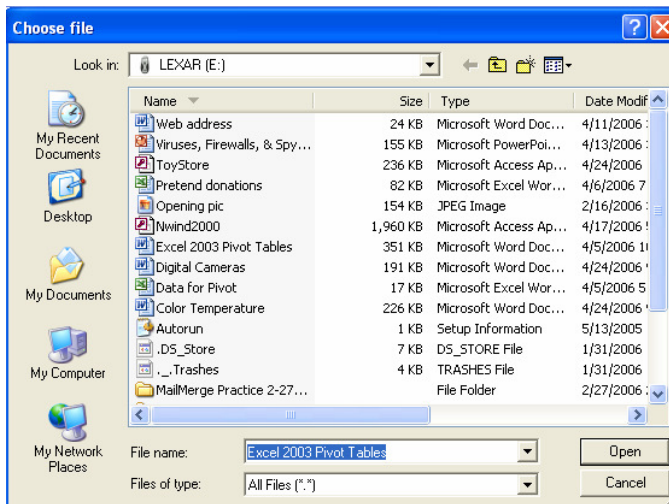 Choose file
Look in: LEXAR (E:)
My Recent Documents
Desktop
My Documents
My Computer
My Network Places
Name Size Type Date Modif
Web address 24 KB Microsoft Word Doc... 4/11/2006
Viruses, Firewalls, & Spy... 155 KB Microsoft PowerPoi... 4/13/2006
ToyStore 236 KB Microsoft Access Ap... 4/24/2006
Pretend donations 82 KB Microsoft Excel Wor... 4/6/2006 7
Opening pic 154 KB JPEG Image 2/16/2006
Nwind2000 1,960 KB Microsoft Access Ap... 4/17/2006
Excel 2003 Pivot Tables 351 KB Microsoft Word Doc... 4/5/2006 1
Digital Cameras 191 KB Microsoft Word Doc... 4/24/2006
Data for Pivot 17 KB Microsoft Excel Wor... 4/5/2006 5
Color Temperature 226 KB Microsoft Word Doc... 4/24/2006
Autorun 1 KB Setup Information 5/13/2005
.DS_Store 7 KB DS_STORE File 1/31/2006
._.Trashes 4 KB TRASHES File 1/31/2006
MailMerge Practice 2-27... File Folder 2/27/2006
File name: Excel 2003 Pivot Tables Open
Files of type: All Files (*.*) Cancel